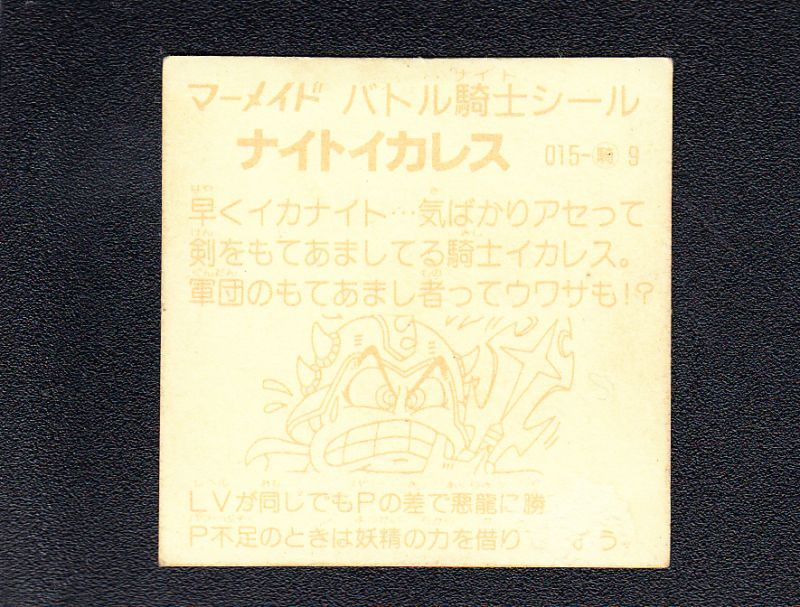 マーメイド バトル騎士シール
ナイト
ナイトイカレス 015-騎 9
早くイカナイト…気ばかりアセって
剣をもてあましてる騎士イカレス。
軍団のもてあまし者ってウワサも!?
LVが同じでもPの差で悪龍に勝
P不足のときは妖精の力を借り
う